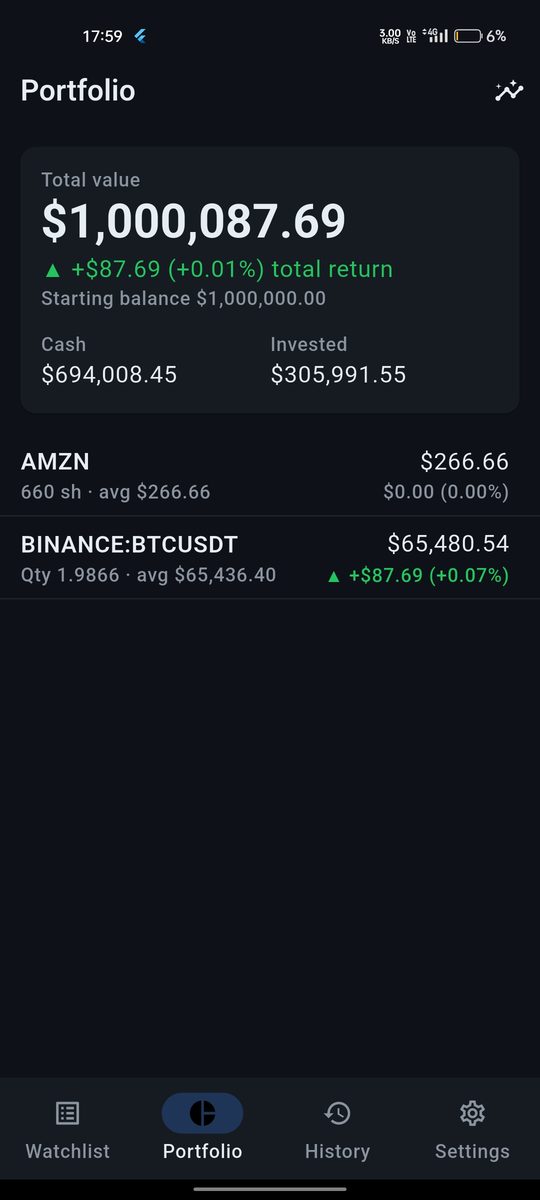 17:59 3.00 KB/S Vo LTE 4G 6%
Portfolio
Total value
$1,000,087.69
▲ +$87.69 (+0.01%) total return
Starting balance $1,000,000.00
Cash Invested
$694,008.45 $305,991.55
AMZN $266.66
660 sh · avg $266.66 $0.00 (0.00%)
BINANCE:BTCUSDT $65,480.54
Qty 1.9866 · avg $65,436.40 ▲ +$87.69 (+0.07%)
Watchlist Portfolio History Settings